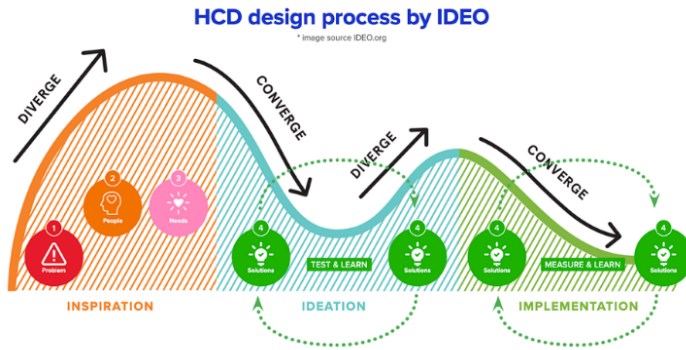 HCD design process by IDEO
* image source IDEO.org
DIVERGE
CONVERGE
DIVERGE
CONVERGE
1
Problem
2
People
3
Needs
4
Solutions
TEST & LEARN
4
Solutions
4
Solutions
MEASURE & LEARN
4
Solutions
INSPIRATION
IDEATION
IMPLEMENTATION